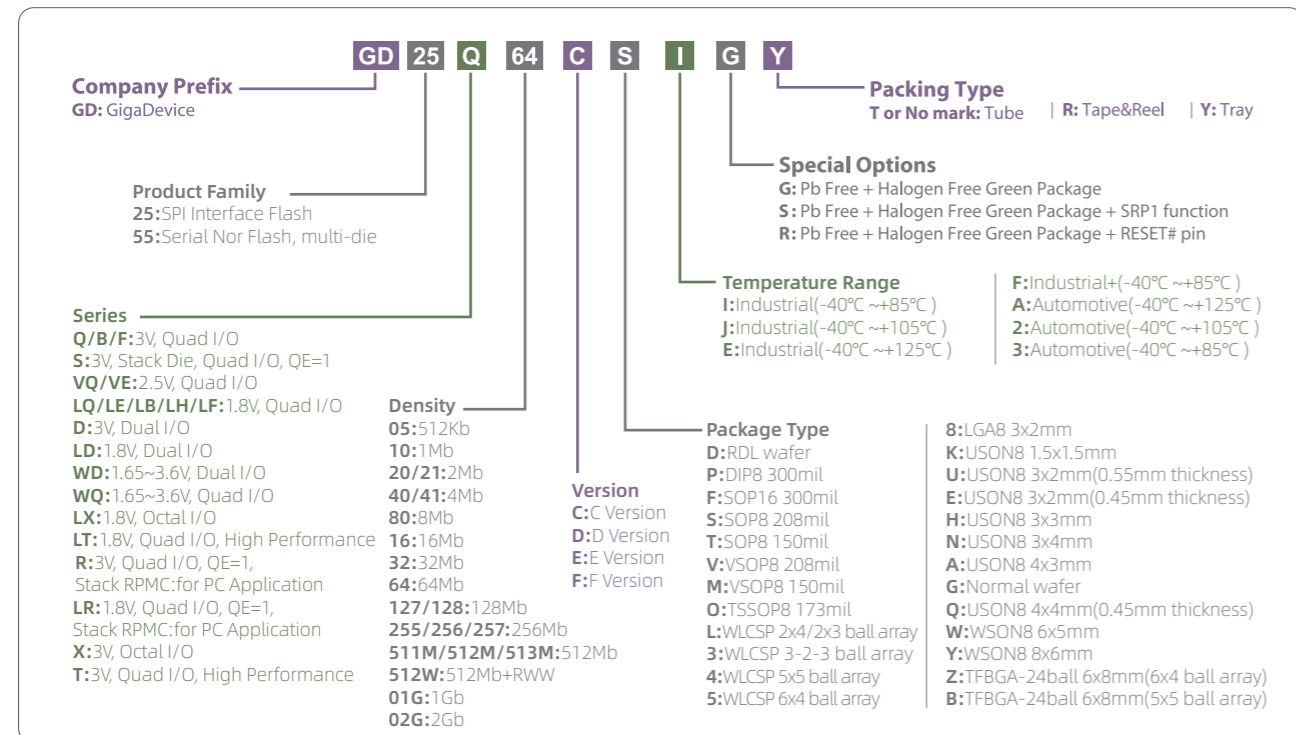 GD 25 Q 64 C S I G Y
Company Prefix
GD: GigaDevice
Packing Type
T or No mark: Tube | R: Tape&Reel | Y: Tray
Special Options
G: Pb Free + Halogen Free Green Package
S: Pb Free + Halogen Free Green Package + SRP1 function
R: Pb Free + Halogen Free Green Package + RESET# pin
Product Family
25:SPI Interface Flash
55:Serial Nor Flash, multi-die
Temperature Range
I:Industrial(-40℃ ~+85℃ )
J:Industrial(-40℃ ~+105℃ )
E:Industrial(-40℃ ~+125℃ )
F:Industrial+(-40℃ ~+85℃ )
A:Automotive(-40℃ ~+125℃ )
2:Automotive(-40℃ ~+105℃ )
3:Automotive(-40℃ ~+85℃ )
Series
Q/B/F:3V, Quad I/O
S:3V, Stack Die, Quad I/O, QE=1
VQ/VE:2.5V, Quad I/O
LQ/LE/LB/LH/LF:1.8V, Quad I/O
D:3V, Dual I/O
LD:1.8V, Dual I/O
WD:1.65~3.6V, Dual I/O
WQ:1.65~3.6V, Quad I/O
LX:1.8V, Octal I/O
LT:1.8V, Quad I/O, High Performance
R:3V, Quad I/O, QE=1,
Stack RPMC:for PC Application
LR:1.8V, Quad I/O, QE=1,
Stack RPMC:for PC Application
X:3V, Octal I/O
T:3V, Quad I/O, High Performance
Density
05:512Kb
10:1Mb
20/21:2Mb
40/41:4Mb
80:8Mb
16:16Mb
32:32Mb
64:64Mb
127/128:128Mb
255/256/257:256Mb
511M/512M/513M:512Mb
512W:512Mb+RWW
01G:1Gb
02G:2Gb
Version
C:C Version
D:D Version
E:E Version
F:F Version
Package Type
D:RDL wafer
P:DIP8 300mil
F:SOP16 300mil
S:SOP8 208mil
T:SOP8 150mil
V:VSOP8 208mil
M:VSOP8 150mil
O:TSSOP8 173mil
L:WLCSP 2x4/2x3 ball array
3:WLCSP 3-2-3 ball array
4:WLCSP 5x5 ball array
5:WLCSP 6x4 ball array
8:LGA8 3x2mm
K:USON8 1.5x1.5mm
U:USON8 3x2mm(0.55mm thickness)
E:USON8 3x2mm(0.45mm thickness)
H:USON8 3x3mm
N:USON8 3x4mm
A:USON8 4x3mm
G:Normal wafer
Q:USON8 4x4mm(0.45mm thickness)
W:WSON8 6x5mm
Y:WSON8 8x6mm
Z:TFBGA-24ball 6x8mm(6x4 ball array)
B:TFBGA-24ball 6x8mm(5x5 ball array)